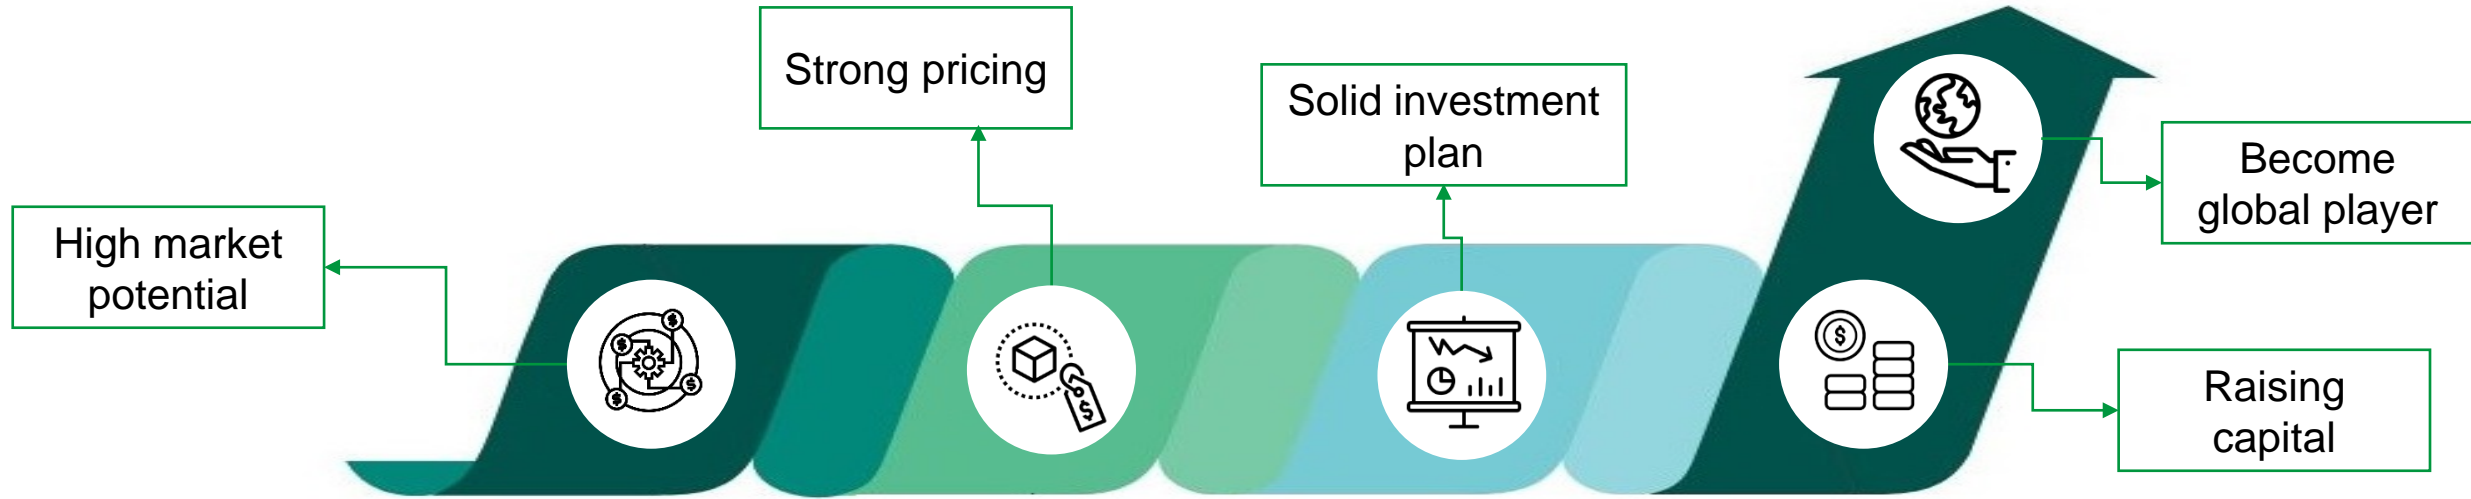 High market
potential
Strong pricing
Solid investment
plan
Become
global player
Raising
capital
$
$
$
$
$
$